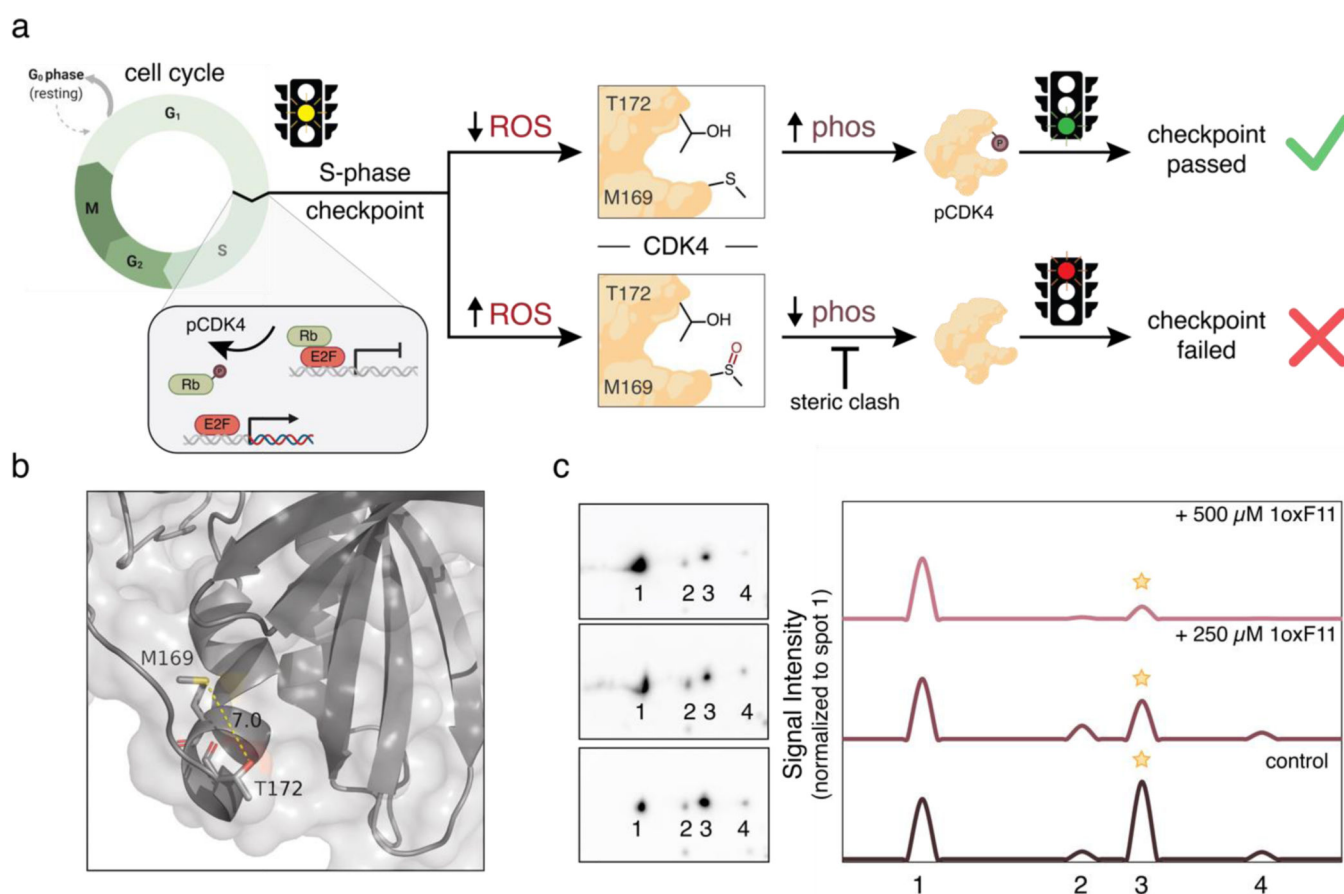 a
cell cycle
G₀ phase
(resting)
G₁
S
G₂
M
S-phase
checkpoint
pCDK4
Rb
E2F
Rb
P
E2F
↓ ROS
T172
OH
S
M169
↑ phos
P
pCDK4
checkpoint
passed
CDK4
↑ ROS
T172
OH
O
S
M169
↓ phos
steric clash
checkpoint
failed
b
M169
7.0
T172
c
1 2 3 4
1 2 3 4
1 2 3 4
Signal Intensity
(normalized to spot 1)
+ 500 µM 1oxF11
+ 250 µM 1oxF11
control
1 2 3 4